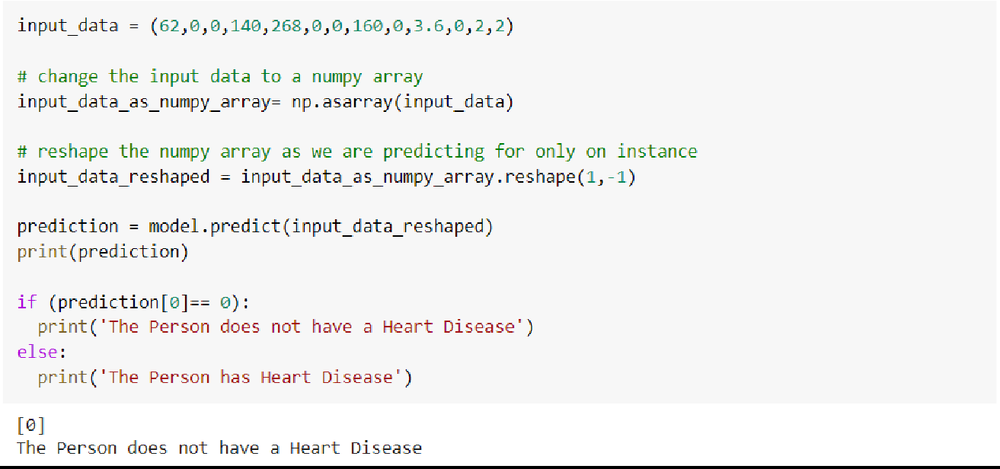 input_data = (62,0,0,140,268,0,0,160,0,3.6,0,2,2)
# change the input data to a numpy array
input_data_as_numpy_array= np.asarray(input_data)
# reshape the numpy array as we are predicting for only on instance
input_data_reshaped = input_data_as_numpy_array.reshape(1,-1)
prediction = model.predict(input_data_reshaped)
print(prediction)
if (prediction[0]== 0):
  print('The Person does not have a Heart Disease')
else:
  print('The Person has Heart Disease')
[0]
The Person does not have a Heart Disease